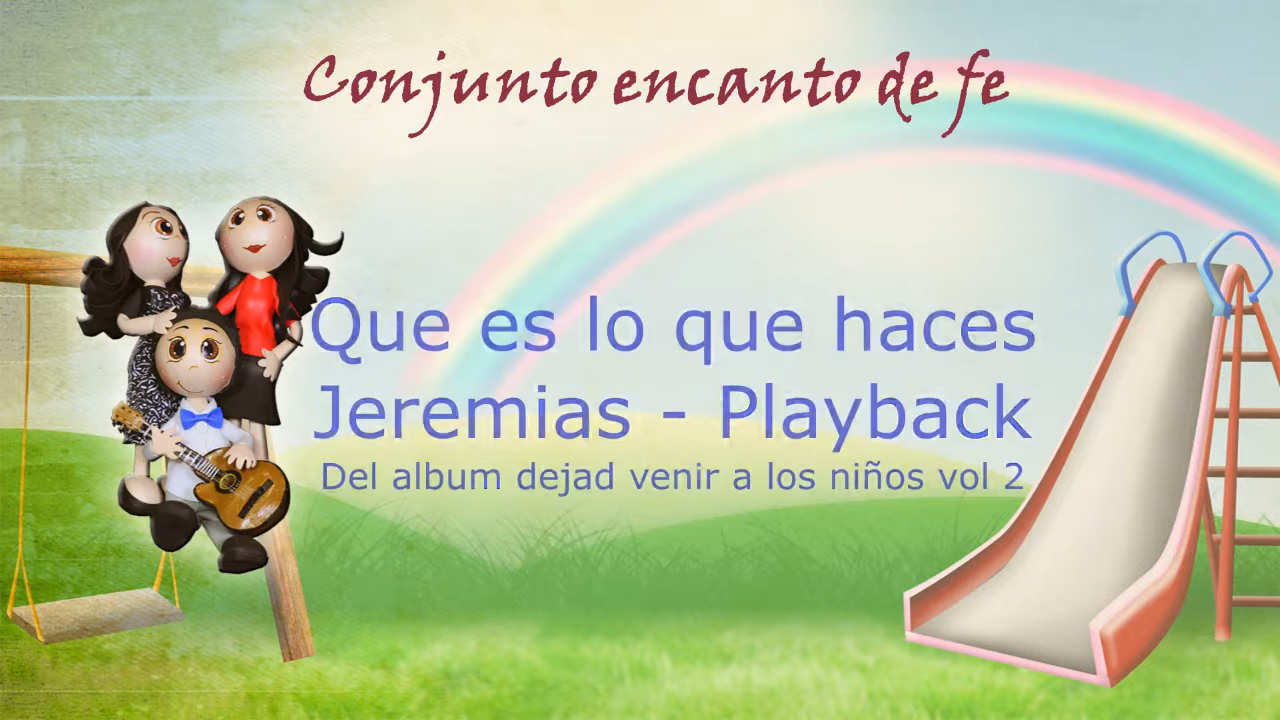 Conjunto encanto de fe
Que es lo que haces
Jeremias - Playback
Del album dejad venir a los niños vol 2